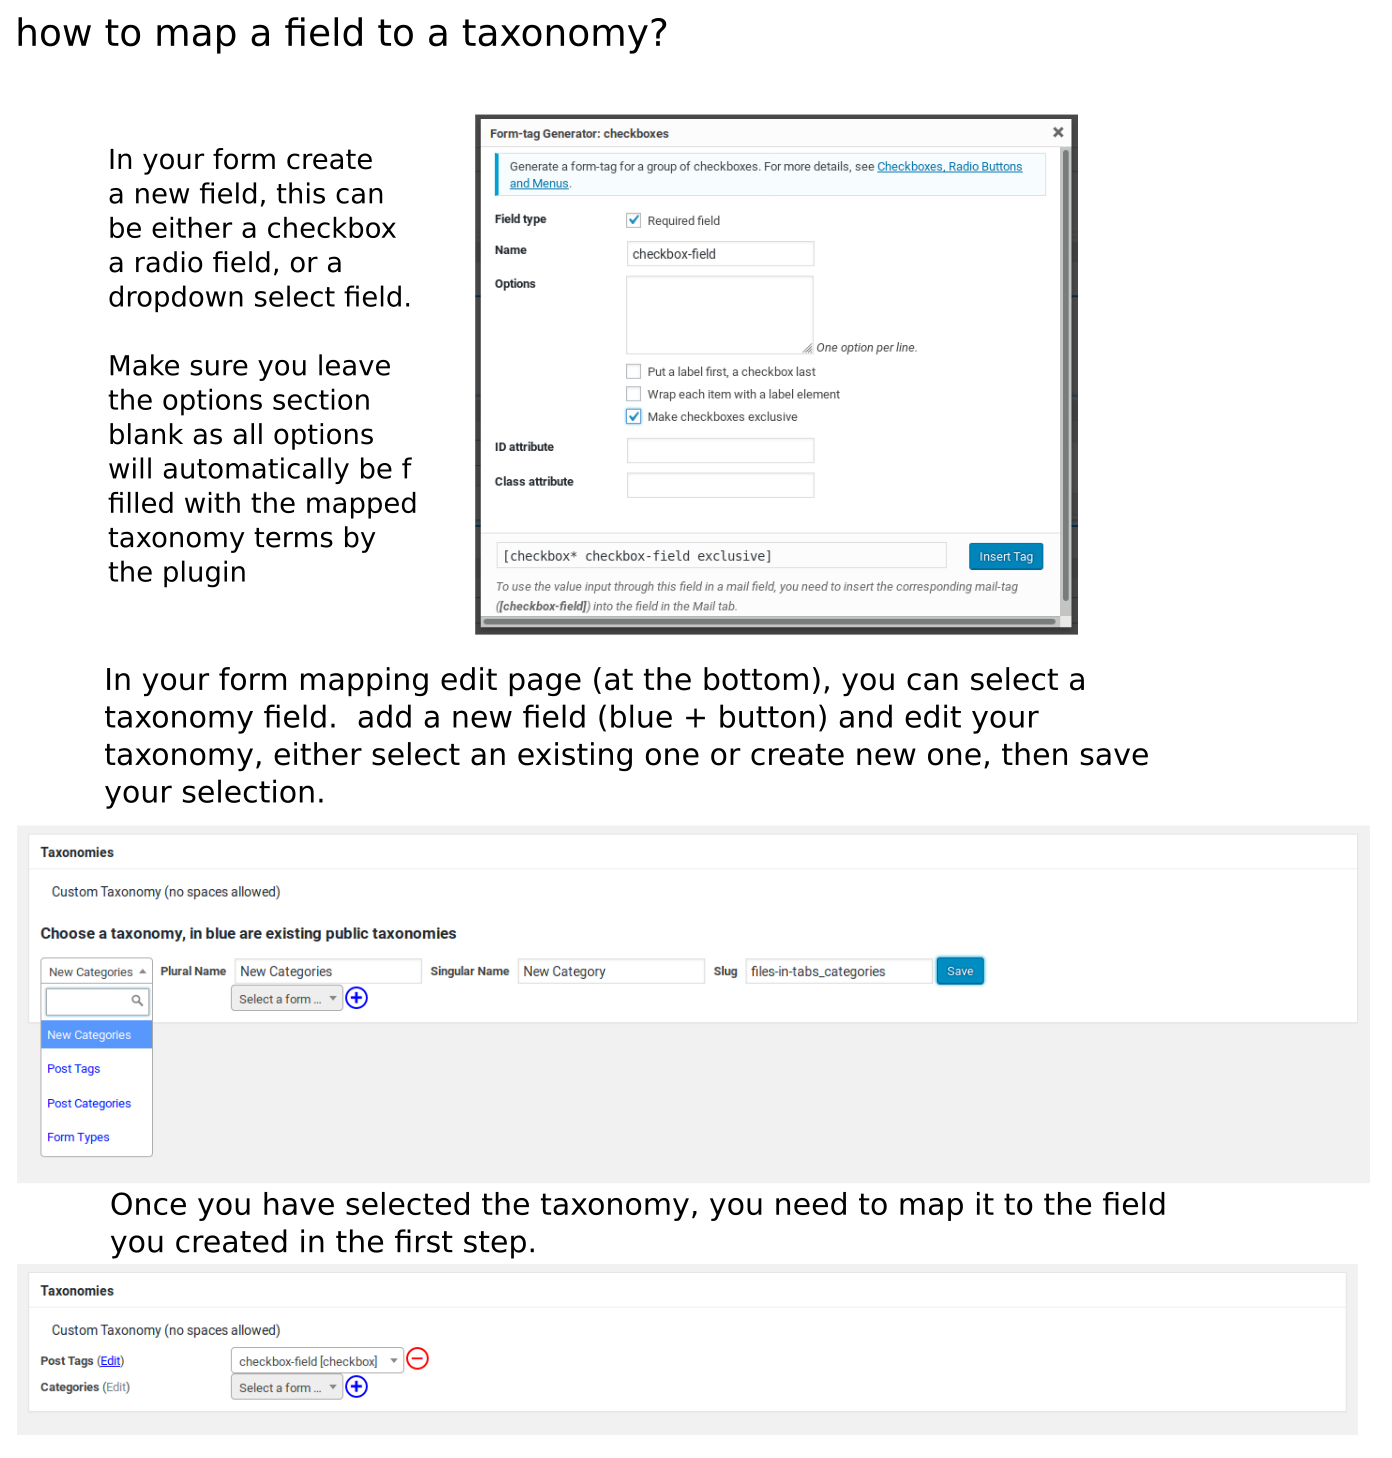 how to map a field to a taxonomy?
In your form create
a new field, this can
be either a checkbox
a radio field, or a
dropdown select field.
Make sure you leave
the options section
blank as all options
will automatically be f
filled with the mapped
taxonomy terms by
the plugin
Form-tag Generator: checkboxes
Generate a form-tag for a group of checkboxes. For more details, see Checkboxes, Radio Buttons
and Menus.
Field type Required field
Name checkbox-field
Options
One option per line.
Put a label first, a checkbox last
Wrap each item with a label element
Make checkboxes exclusive
ID attribute
Class attribute
[checkbox* checkbox-field exclusive] Insert Tag
To use the value input through this field in a mail field, you need to insert the corresponding mail-tag
([checkbox-field]) into the field in the Mail tab.
In your form mapping edit page (at the bottom), you can select a
taxonomy field.  add a new field (blue + button) and edit your
taxonomy, either select an existing one or create new one, then save
your selection.
Taxonomies
Custom Taxonomy (no spaces allowed)
Choose a taxonomy, in blue are existing public taxonomies
New Categories Plural Name New Categories Singular Name New Category Slug files-in-tabs_categories Save
Select a form ...
New Categories
Post Tags
Post Categories
Form Types
Once you have selected the taxonomy, you need to map it to the field
you created in the first step.
Taxonomies
Custom Taxonomy (no spaces allowed)
Post Tags (Edit) checkbox-field [checkbox]
Categories (Edit) Select a form ...